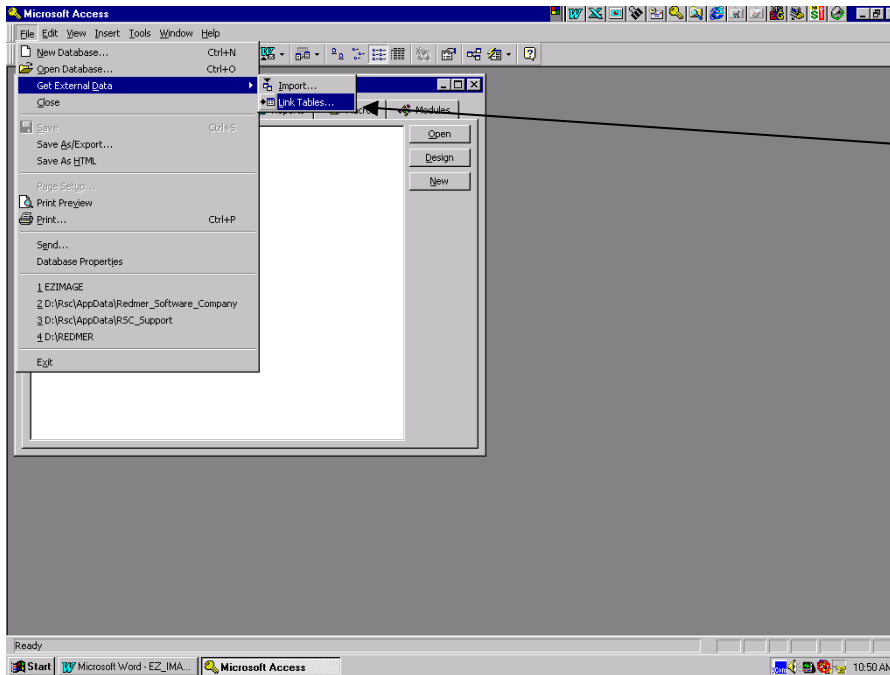 Microsoft Access
File Edit View Insert Tools Window Help
New Database... Ctrl+N
Open Database... Ctrl+O
Get External Data
Import...
Link Tables...
Close
Modules
Save Ctrl+S
Open
Save As/Export...
Save As HTML
Design
Page Setup...
New
Print Preview
Print... Ctrl+P
Send...
Database Properties
1 EZIMAGE
2 D:\Rsc\AppData\Redmer_Software_Company
3 D:\Rsc\AppData\RSC_Support
4 D:\REDMER
Exit
Ready
Start Microsoft Word - EZ_IMA... Microsoft Access 10:50 AM